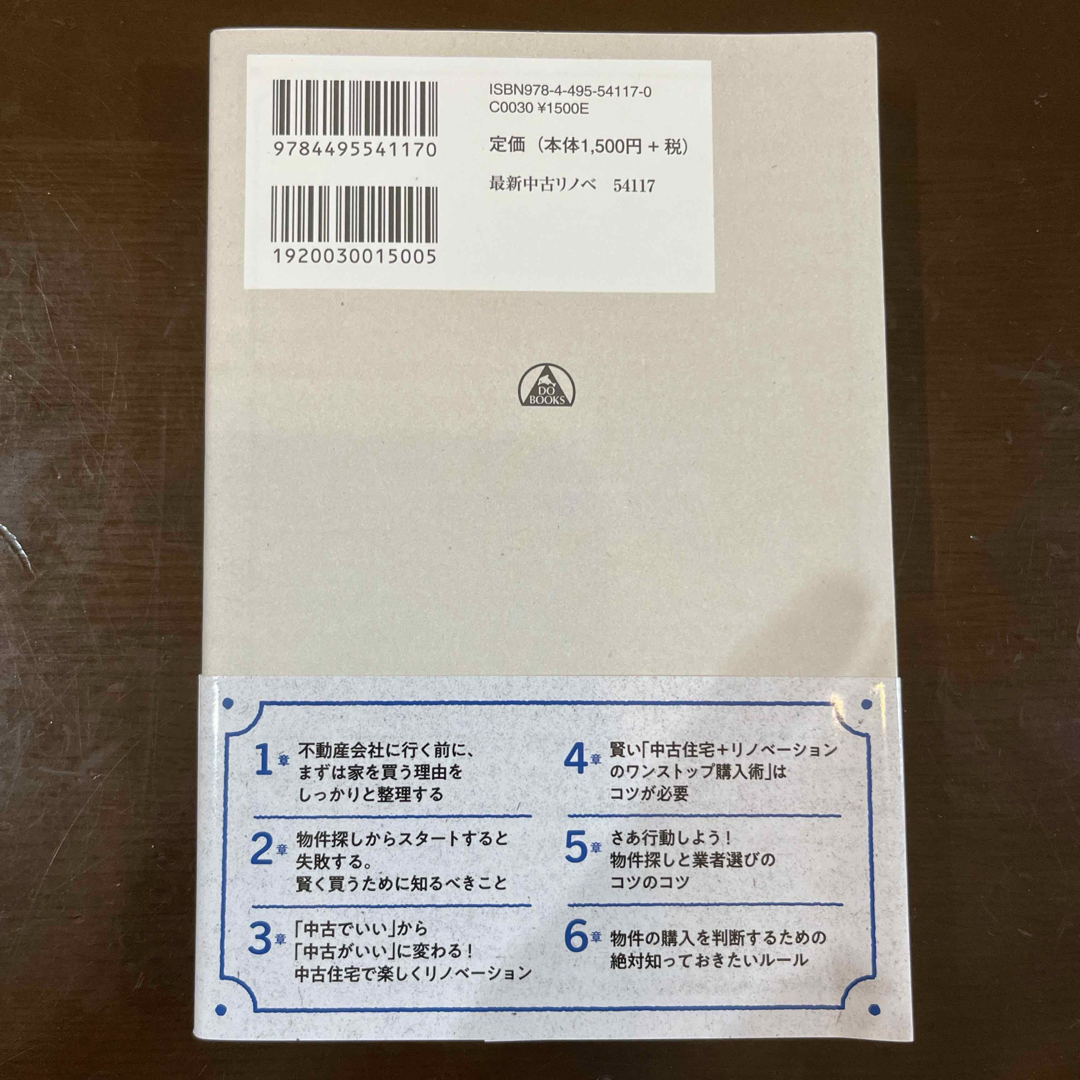 ISBN978-4-495-54117-0
C0030 ¥1500E
9784495541170
定価（本体1,500円＋税）
最新中古リノベ　54117
1920030015005
DO
BOOKS
1章 不動産会社に行く前に、
まずは家を買う理由を
しっかりと整理する
2章 物件探しからスタートすると
失敗する。
賢く買うために知るべきこと
3章 「中古でいい」から
「中古がいい」に変わる！
中古住宅で楽しくリノベーション
4章 賢い「中古住宅＋リノベーション
のワンストップ購入術」は
コツが必要
5章 さあ行動しよう！
物件探しと業者選びの
コツのコツ
6章 物件の購入を判断するための
絶対知っておきたいルール